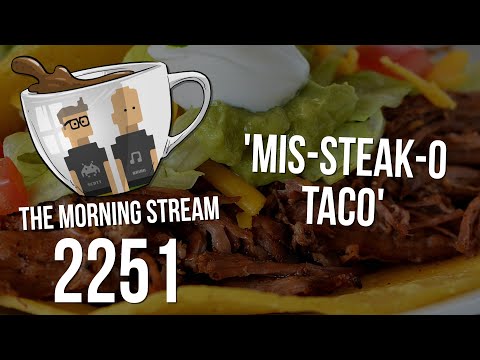 'MIS-STEAK-O
TACO'
THE MORNING STREAM
2251